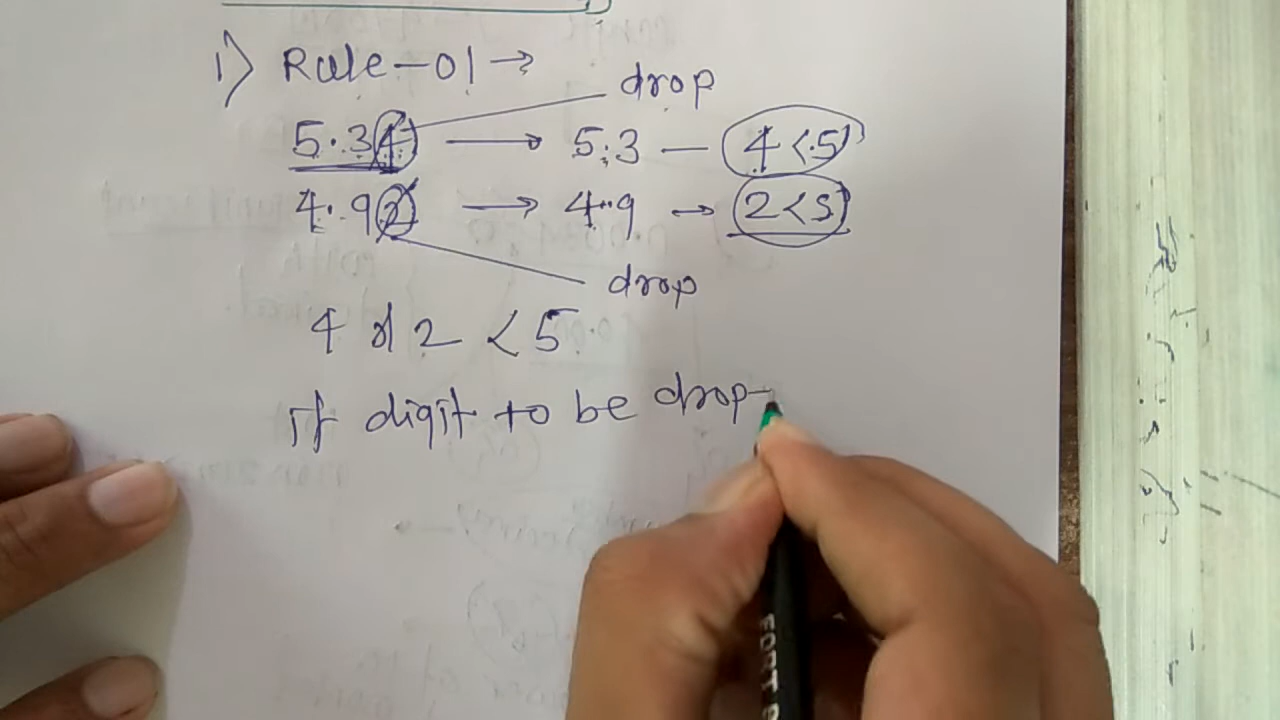 1) Rule-01 →
drop
5.34 → 5.3 — 4<5
4.92 → 4.9 → 2<5
drop
4 & 2 < 5
if digit to be drop
FORT